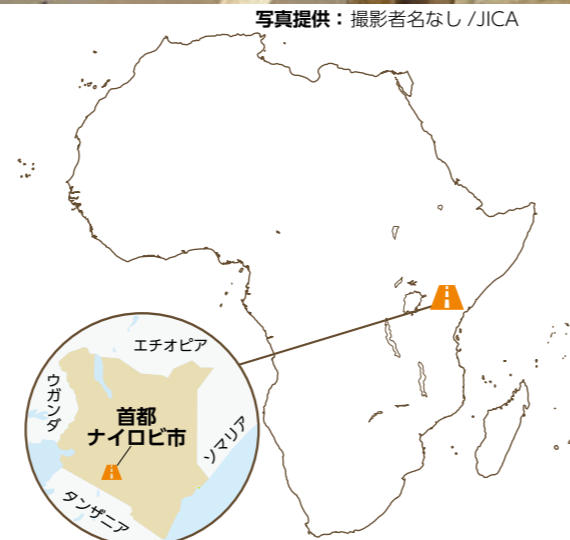 写真提供：撮影者名なし /JICA
エチオピア
ウガンダ
首都
ナイロビ市
ソマリア
タンザニア